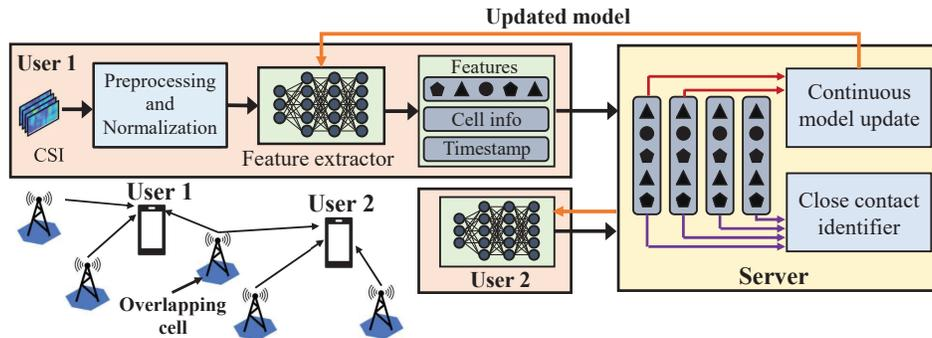 Updated model
User 1
CSI
Preprocessing
and
Normalization
Feature extractor
Features
Cell info
Timestamp
Continuous
model update
Close contact
identifier
Server
User 2
User 1
User 2
Overlapping
cell